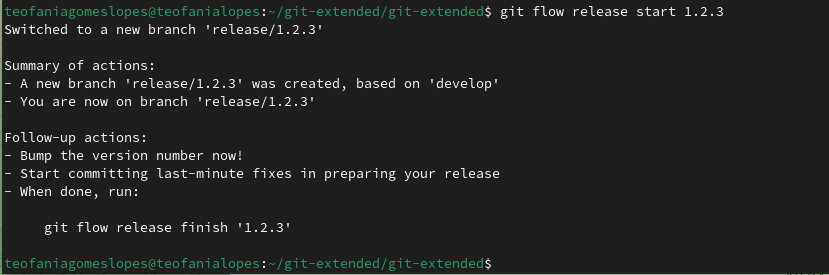 teofaniagomeslopes@teofanialopes:~/git-extended/git-extended$ git flow release start 1.2.3
Switched to a new branch 'release/1.2.3'
Summary of actions:
- A new branch 'release/1.2.3' was created, based on 'develop'
- You are now on branch 'release/1.2.3'
Follow-up actions:
- Bump the version number now!
- Start committing last-minute fixes in preparing your release
- When done, run:
git flow release finish '1.2.3'
teofaniagomeslopes@teofanialopes:~/git-extended/git-extended$